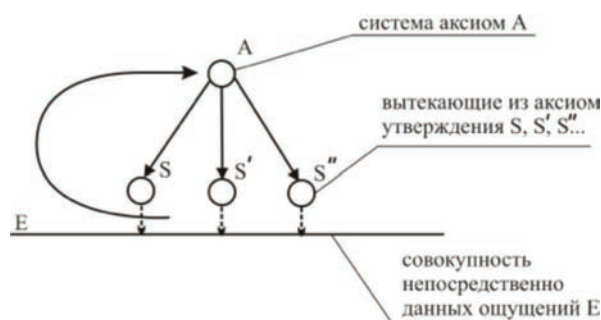 система аксиом A
A
вытекающие из аксиом
утверждения S, S′, S″...
S
S′
S″
E
совокупность
непосредственно
данных ощущений E